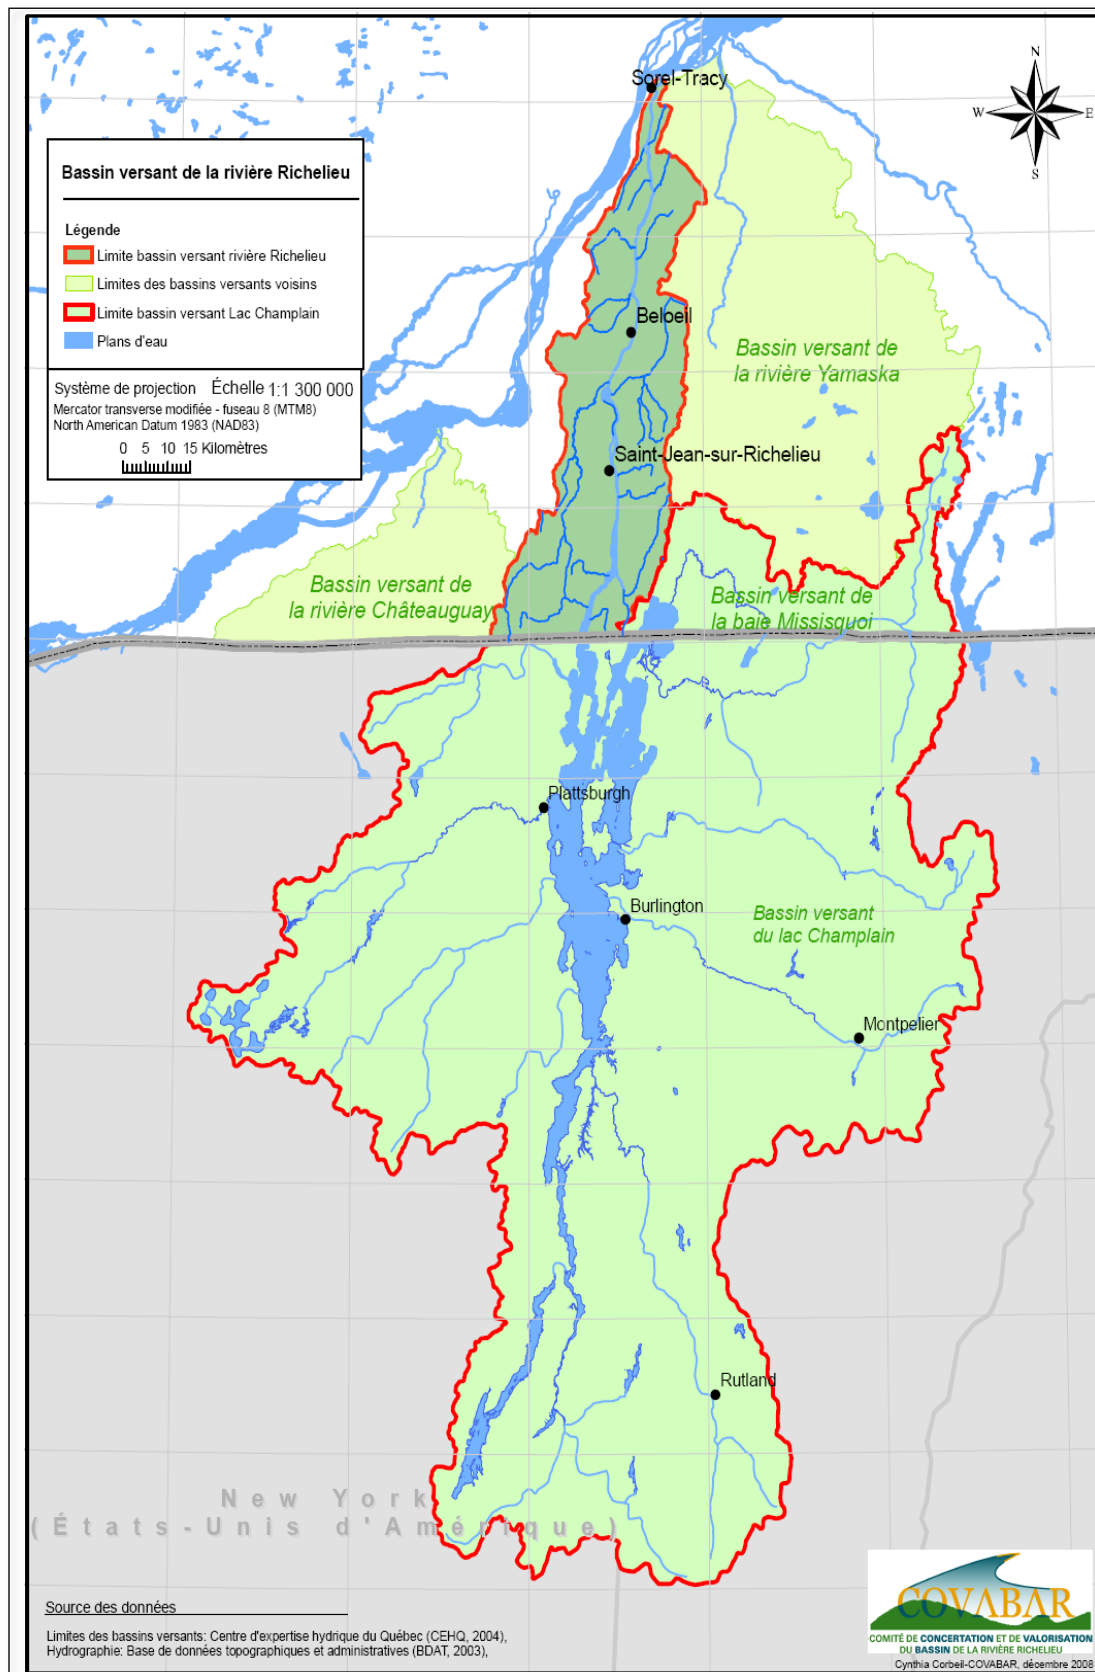 Sorel-Tracy
N
W
E
S
Bassin versant de la rivière Richelieu
Légende
Limite bassin versant rivière Richelieu
Limites des bassins versants voisins
Limite bassin versant Lac Champlain
Plans d'eau
Système de projection Échelle 1:1 300 000
Mercator transverse modifiée - fuseau 8 (MTM8)
North American Datum 1983 (NAD83)
0 5 10 15 Kilomètres
Beloeil
Bassin versant de
la rivière Yamaska
Saint-Jean-sur-Richelieu
Bassin versant de
la rivière Châteauguay
Bassin versant de
la baie Missisquoi
Plattsburgh
Burlington
Bassin versant
du lac Champlain
Montpelier
Rutland
New York
(États-Unis d'Amérique)
Source des données
Limites des bassins versants: Centre d'expertise hydrique du Québec (CEHQ, 2004),
Hydrographie: Base de données topographiques et administratives (BDAT, 2003),
COVABAR
COMITÉ DE CONCERTATION ET DE VALORISATION
DU BASSIN DE LA RIVIÈRE RICHELIEU
Cynthia Corbeil-COVABAR, décembre 2008